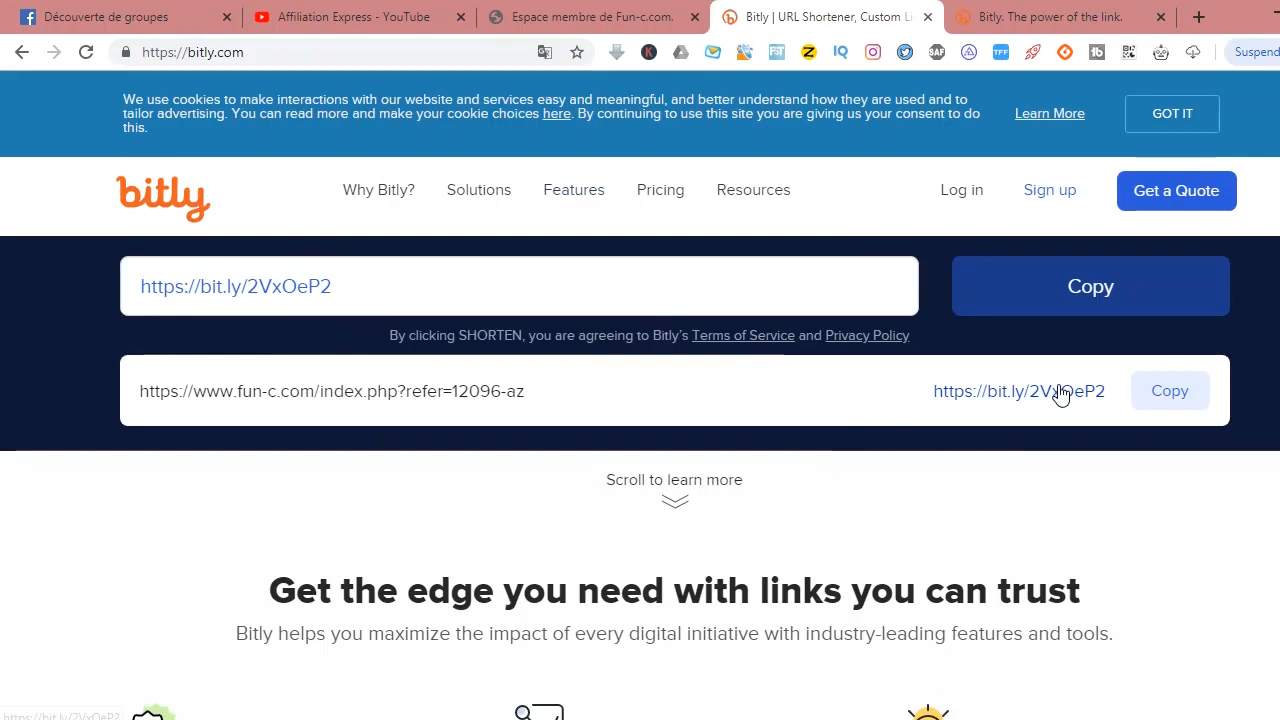 Découverte de groupes
Affiliation Express - YouTube
Espace membre de Fun-c.com.
Bitly | URL Shortener, Custom Li
Bitly. The power of the link.
https://bitly.com
Suspend
We use cookies to make interactions with our website and services easy and meaningful, and better understand how they are used and to
tailor advertising. You can read more and make your cookie choices here. By continuing to use this site you are giving us your consent to do
this.
Learn More
GOT IT
bitly
Why Bitly?
Solutions
Features
Pricing
Resources
Log in
Sign up
Get a Quote
https://bit.ly/2VxOeP2
Copy
By clicking SHORTEN, you are agreeing to Bitly's Terms of Service and Privacy Policy
https://www.fun-c.com/index.php?refer=12096-az
https://bit.ly/2VxOeP2
Copy
Scroll to learn more
Get the edge you need with links you can trust
Bitly helps you maximize the impact of every digital initiative with industry-leading features and tools.
https://bit.ly/2VxOeP2